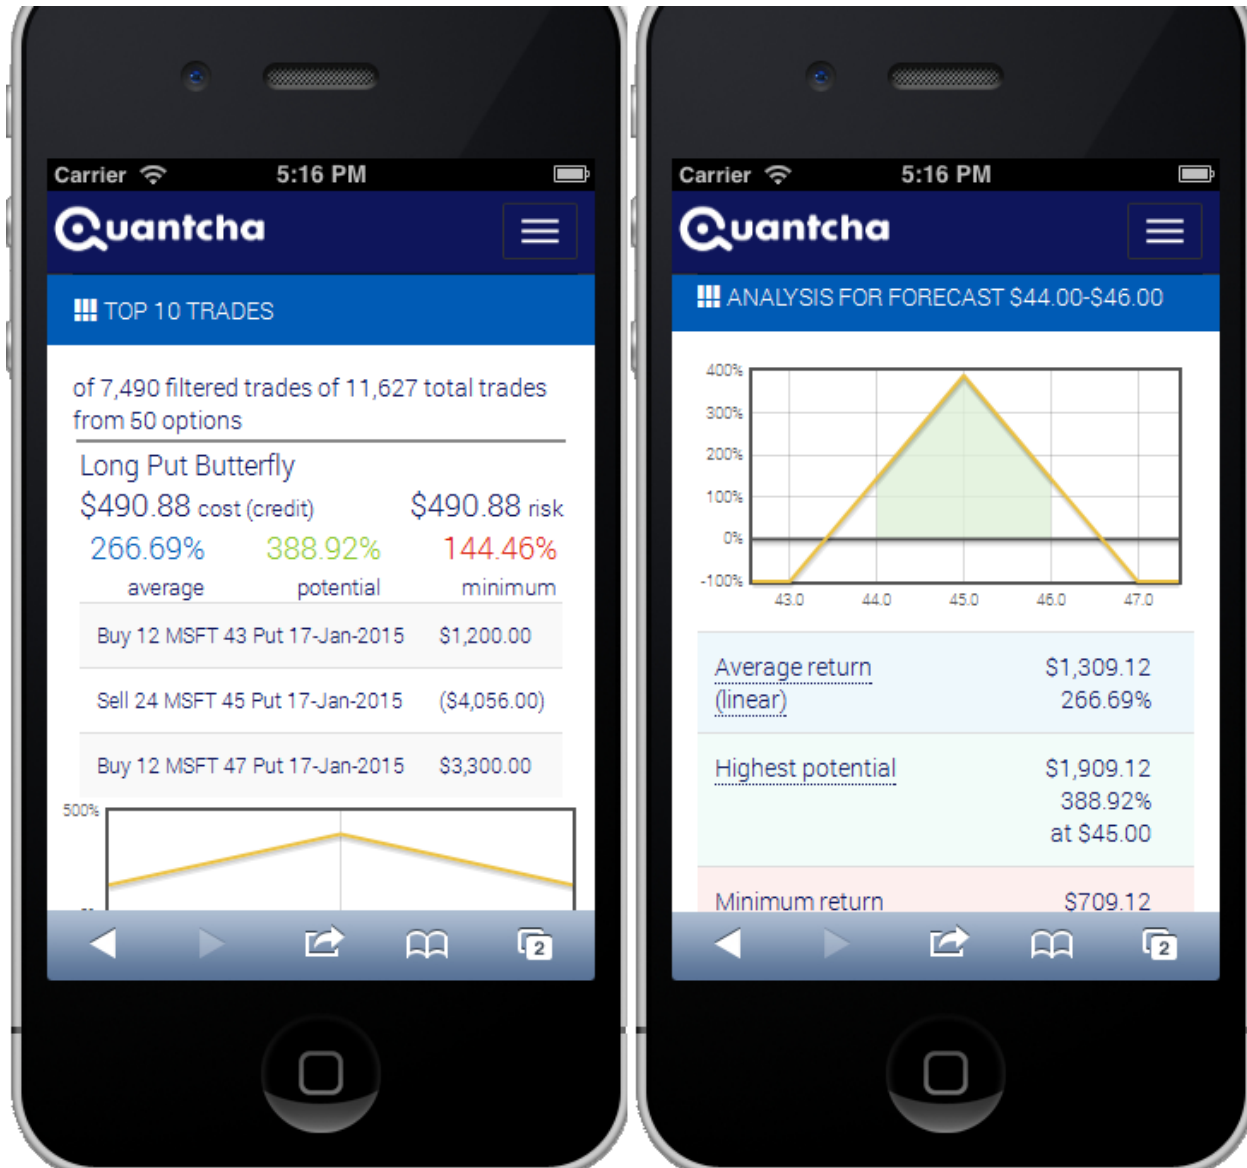 Carrier 5:16 PM
Quantcha
TOP 10 TRADES
of 7,490 filtered trades of 11,627 total trades
from 50 options
Long Put Butterfly
$490.88 cost (credit) $490.88 risk
266.69% 388.92% 144.46%
average potential minimum
Buy 12 MSFT 43 Put 17-Jan-2015 $1,200.00
Sell 24 MSFT 45 Put 17-Jan-2015 ($4,056.00)
Buy 12 MSFT 47 Put 17-Jan-2015 $3,300.00
500%
2
Carrier 5:16 PM
Quantcha
ANALYSIS FOR FORECAST $44.00-$46.00
400%
300%
200%
100%
0%
-100%
43.0 44.0 45.0 46.0 47.0
Average return $1,309.12
(linear) 266.69%
Highest potential $1,909.12
388.92%
at $45.00
Minimum return $709.12
2